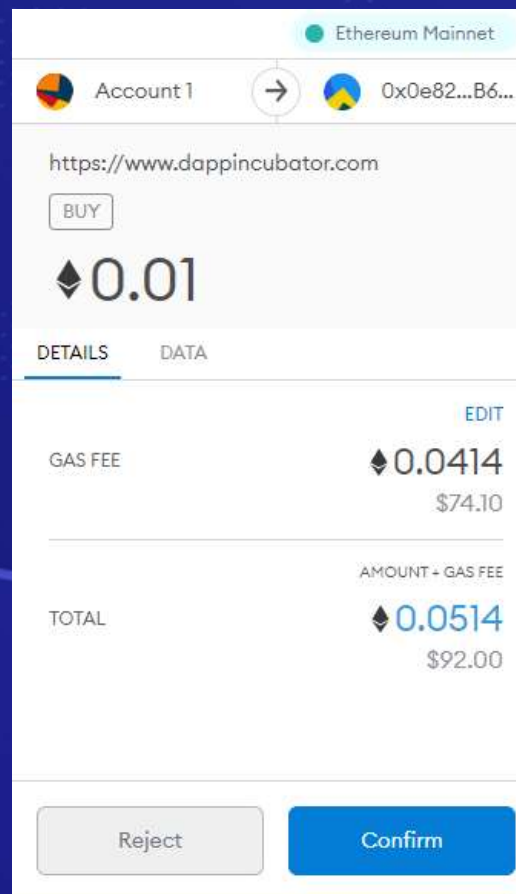 Ethereum Mainnet
Account 1
0x0e82...B6...
https://www.dappincubator.com
BUY
0.01
DETAILS DATA
EDIT
GAS FEE 0.0414
$74.10
AMOUNT + GAS FEE
TOTAL 0.0514
$92.00
Reject Confirm